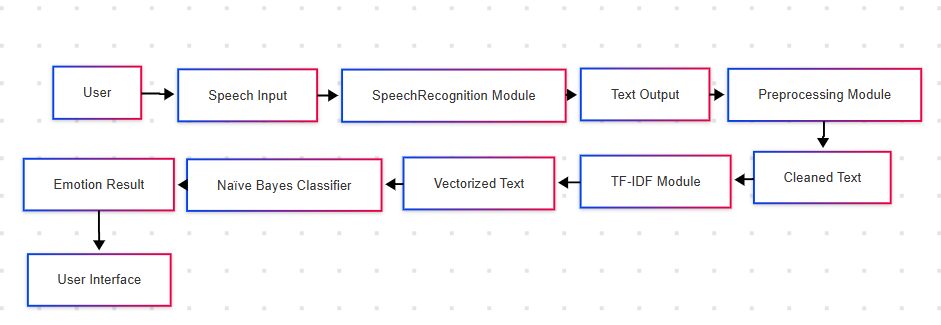 User
Speech Input
SpeechRecognition Module
Text Output
Preprocessing Module
Cleaned Text
TF-IDF Module
Vectorized Text
Naïve Bayes Classifier
Emotion Result
User Interface